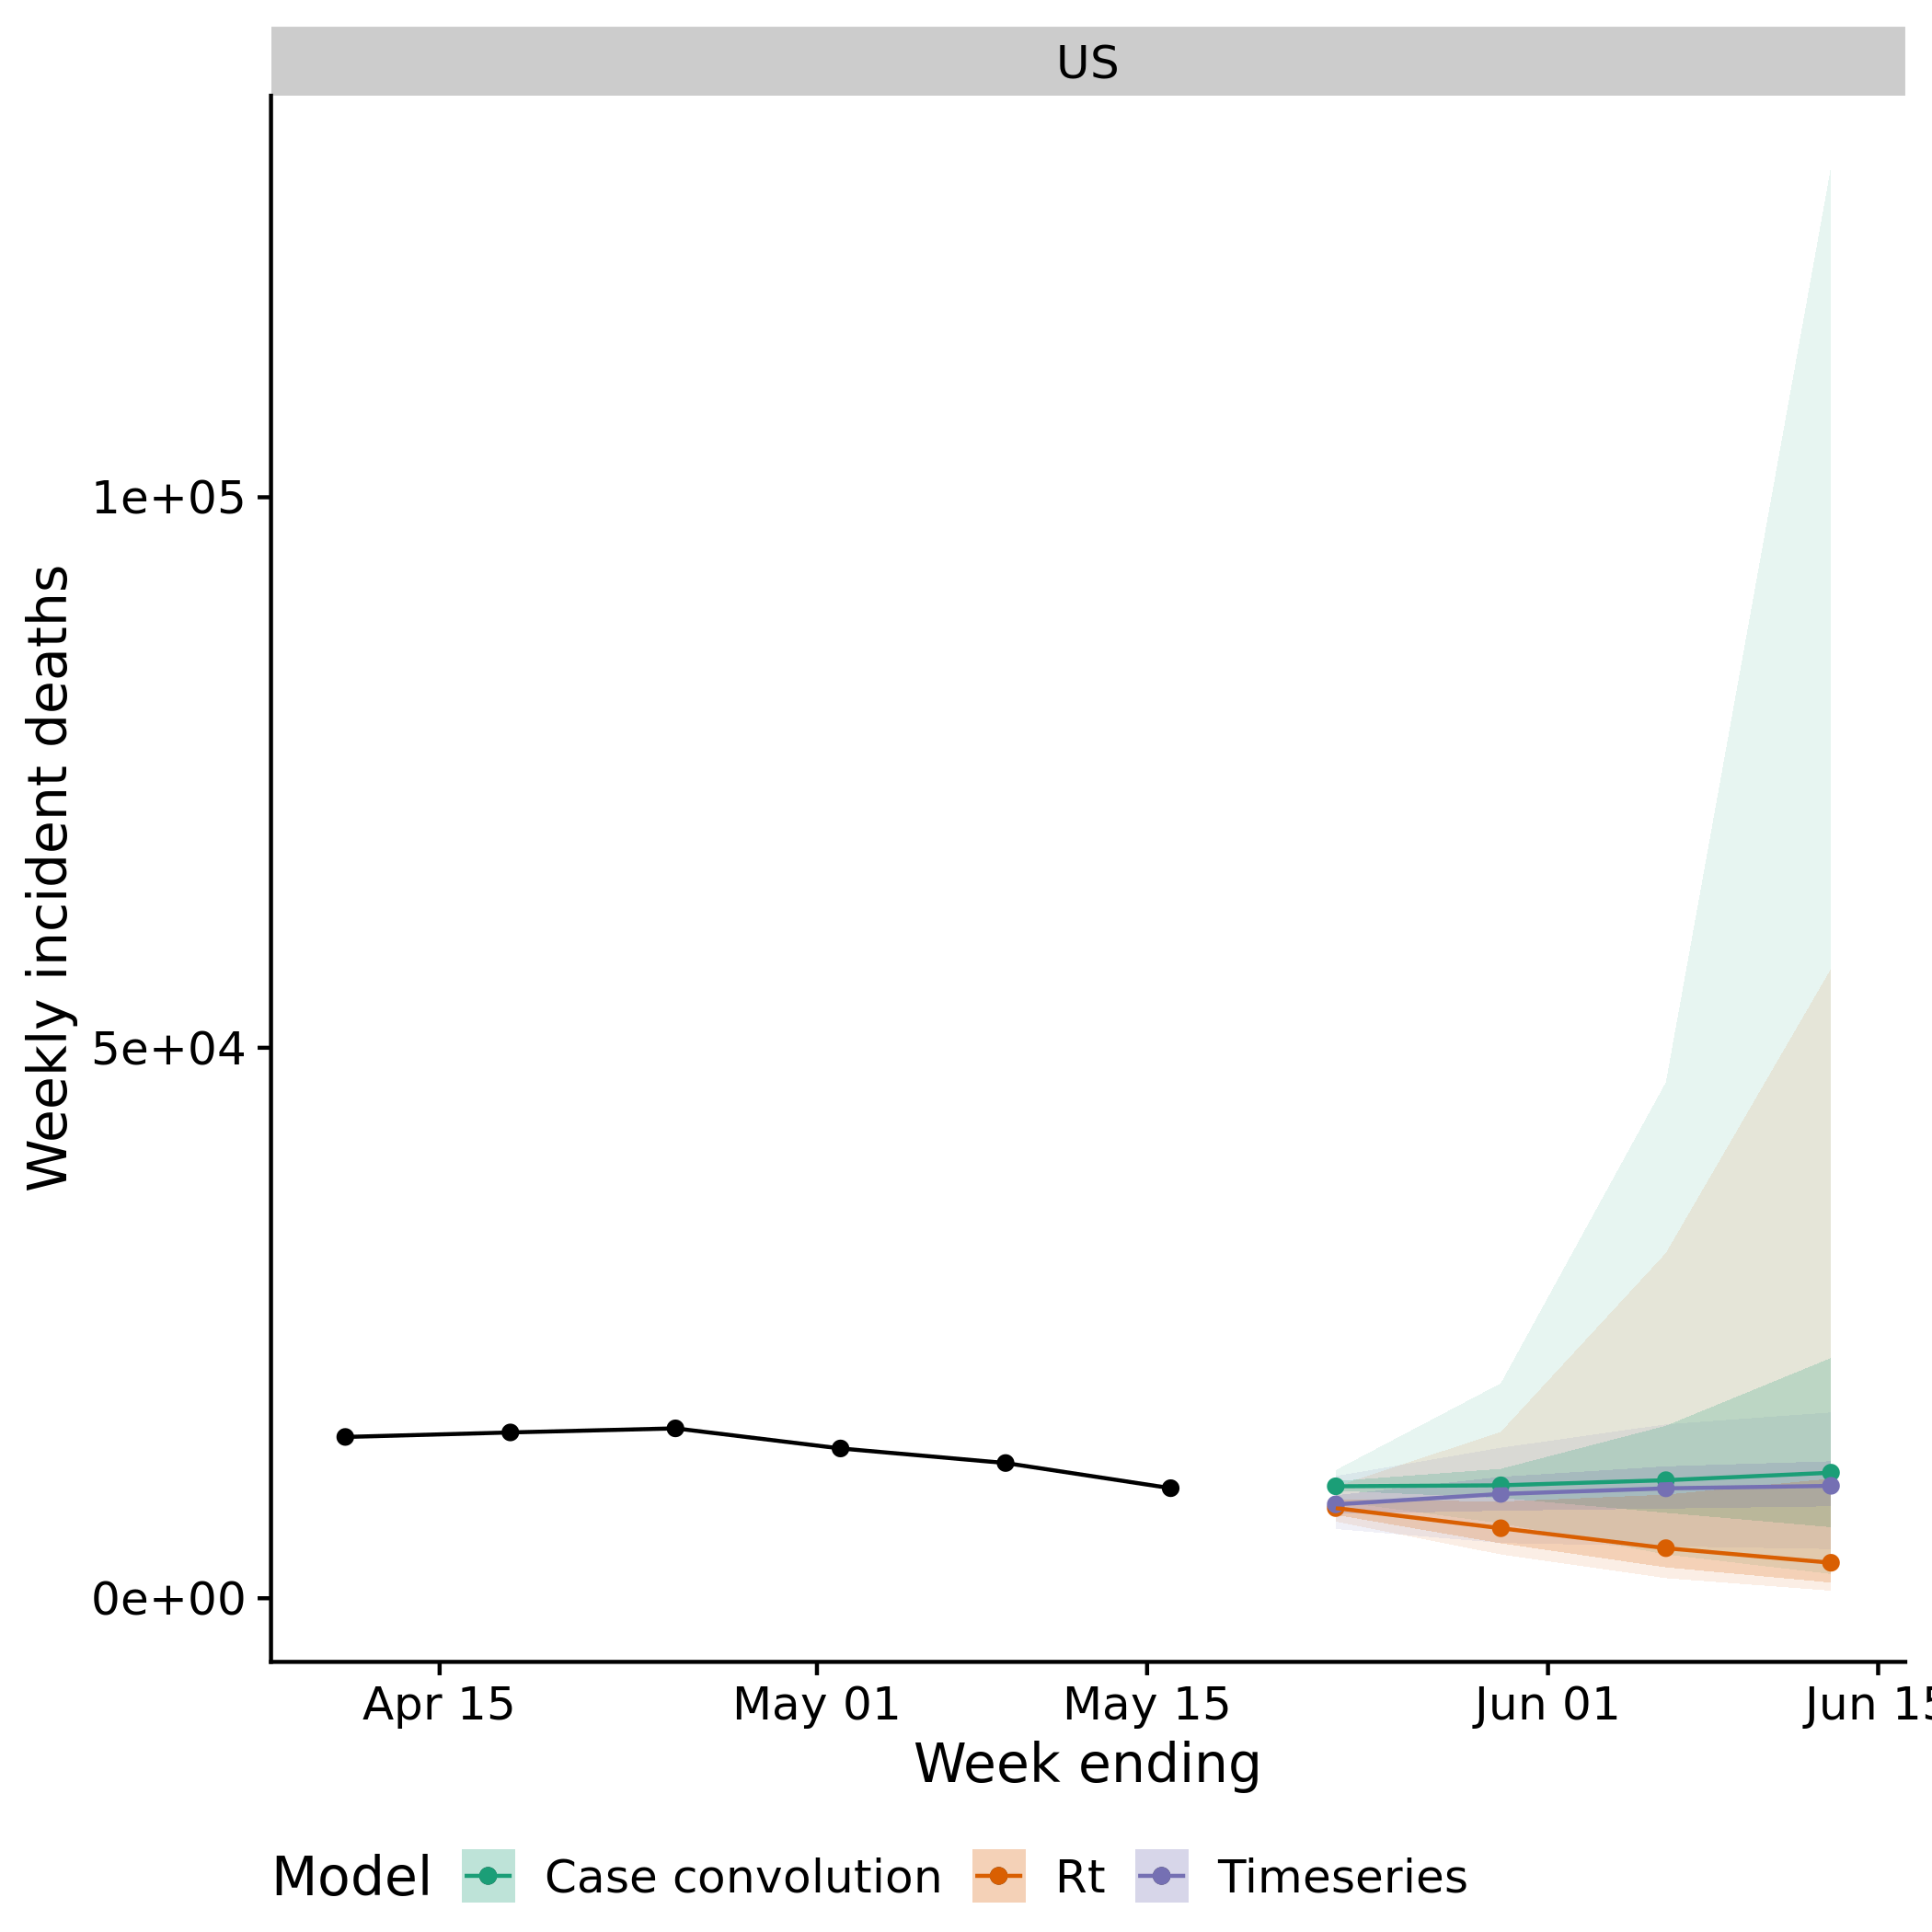 US
Weekly incident deaths
1e+05
5e+04
0e+00
Apr 15 May 01 May 15 Jun 01 Jun 15
Week ending
Model Case convolution Rt Timeseries